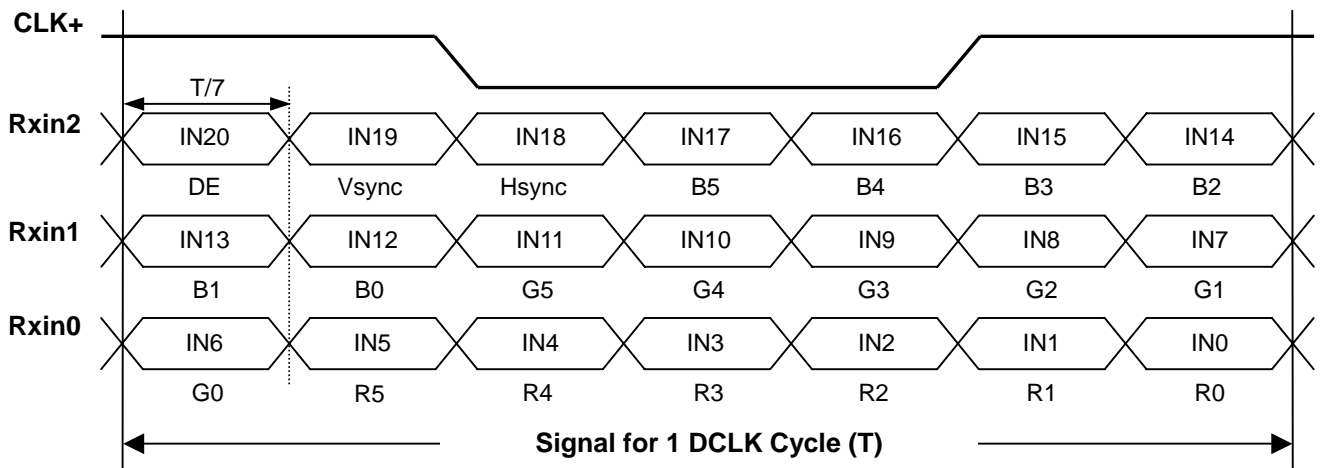 CLK+
T/7
Rxin2 IN20 IN19 IN18 IN17 IN16 IN15 IN14
DE Vsync Hsync B5 B4 B3 B2
Rxin1 IN13 IN12 IN11 IN10 IN9 IN8 IN7
B1 B0 G5 G4 G3 G2 G1
Rxin0 IN6 IN5 IN4 IN3 IN2 IN1 IN0
G0 R5 R4 R3 R2 R1 R0
Signal for 1 DCLK Cycle (T)